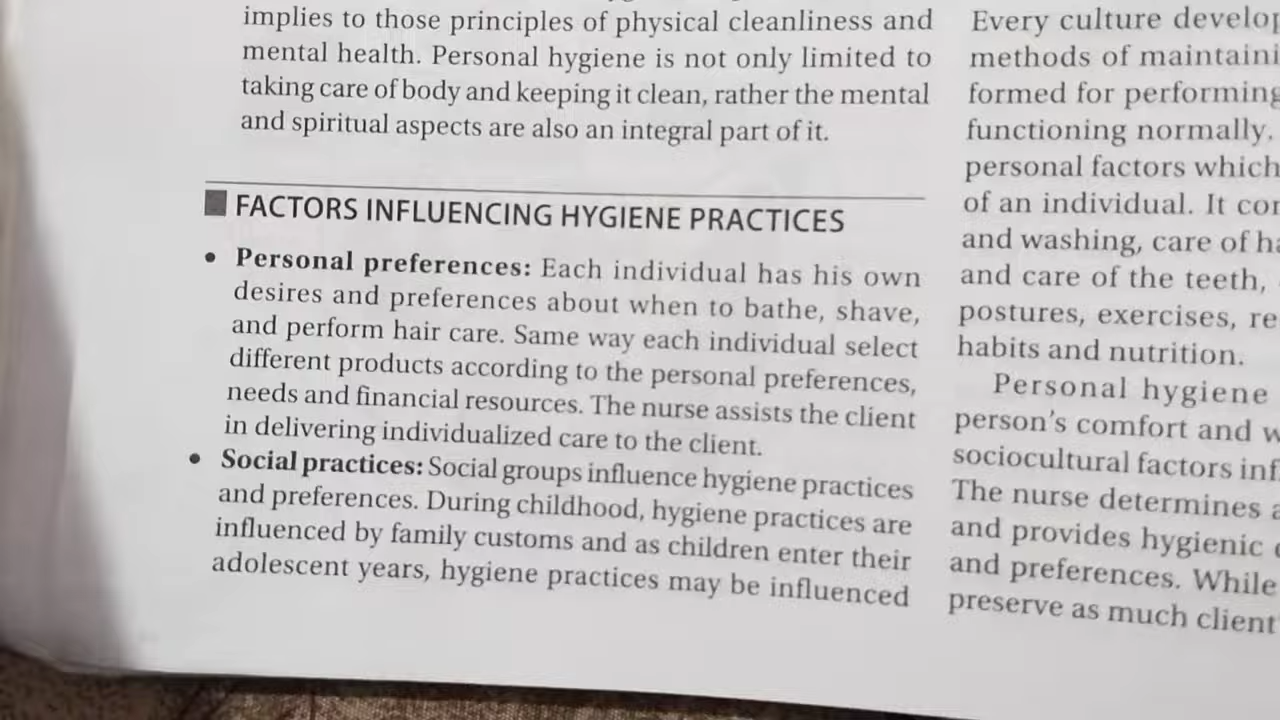 implies to those principles of physical cleanliness and
mental health. Personal hygiene is not only limited to
taking care of body and keeping it clean, rather the mental
and spiritual aspects are also an integral part of it.
FACTORS INFLUENCING HYGIENE PRACTICES
• Personal preferences: Each individual has his own
desires and preferences about when to bathe, shave,
and perform hair care. Same way each individual select
different products according to the personal preferences,
needs and financial resources. The nurse assists the client
in delivering individualized care to the client.
• Social practices: Social groups influence hygiene practices
and preferences. During childhood, hygiene practices are
influenced by family customs and as children enter their
adolescent years, hygiene practices may be influenced
Every culture
methods of
formed for performing
functioning normally.
personal factors which
of an individual. It
and washing, care of
and care of the teeth,
postures, exercises,
habits and nutrition.
Personal hygiene
person's comfort and
sociocultural factors
The nurse determines
and provides hygienic
and preferences. While
preserve as much client